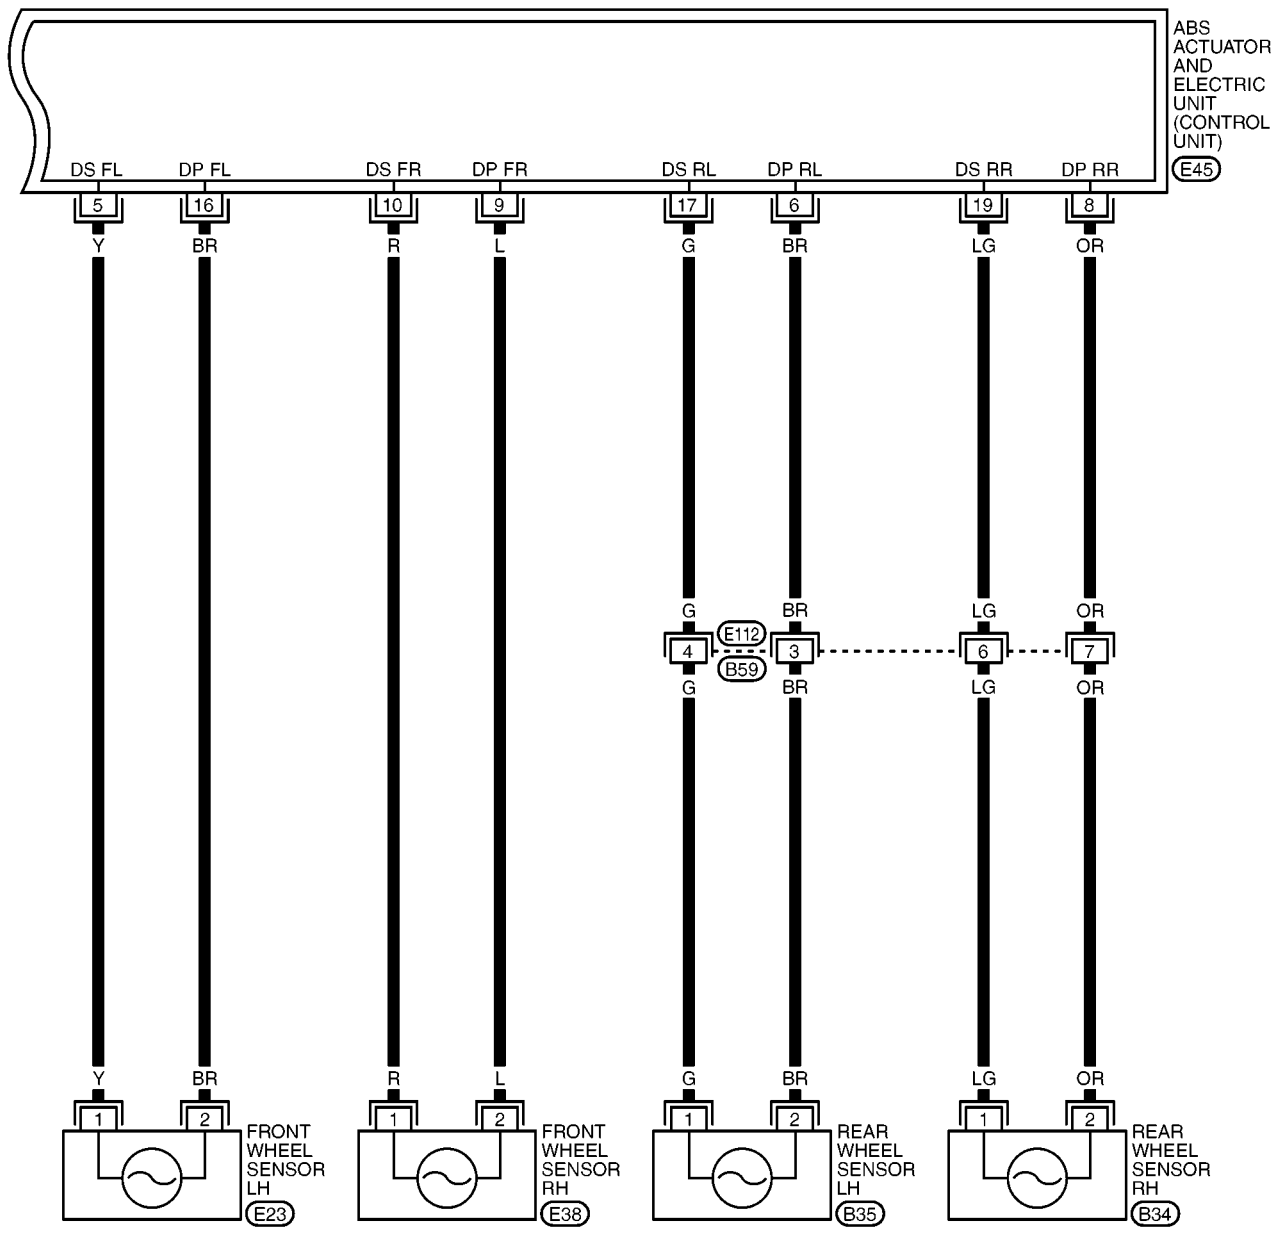 ABS
ACTUATOR
AND
ELECTRIC
UNIT
(CONTROL
UNIT)
E45
DS FL DP FL DS FR DP FR DS RL DP RL DS RR DP RR
5 16 10 9 17 6 19 8
Y BR R L G BR LG OR
G BR LG OR
E112
4 3 6 7
B59
G BR LG OR
Y BR R L G BR LG OR
1 2 1 2 1 2 1 2
FRONT
WHEEL
SENSOR
LH
E23
FRONT
WHEEL
SENSOR
RH
E38
REAR
WHEEL
SENSOR
LH
B35
REAR
WHEEL
SENSOR
RH
B34